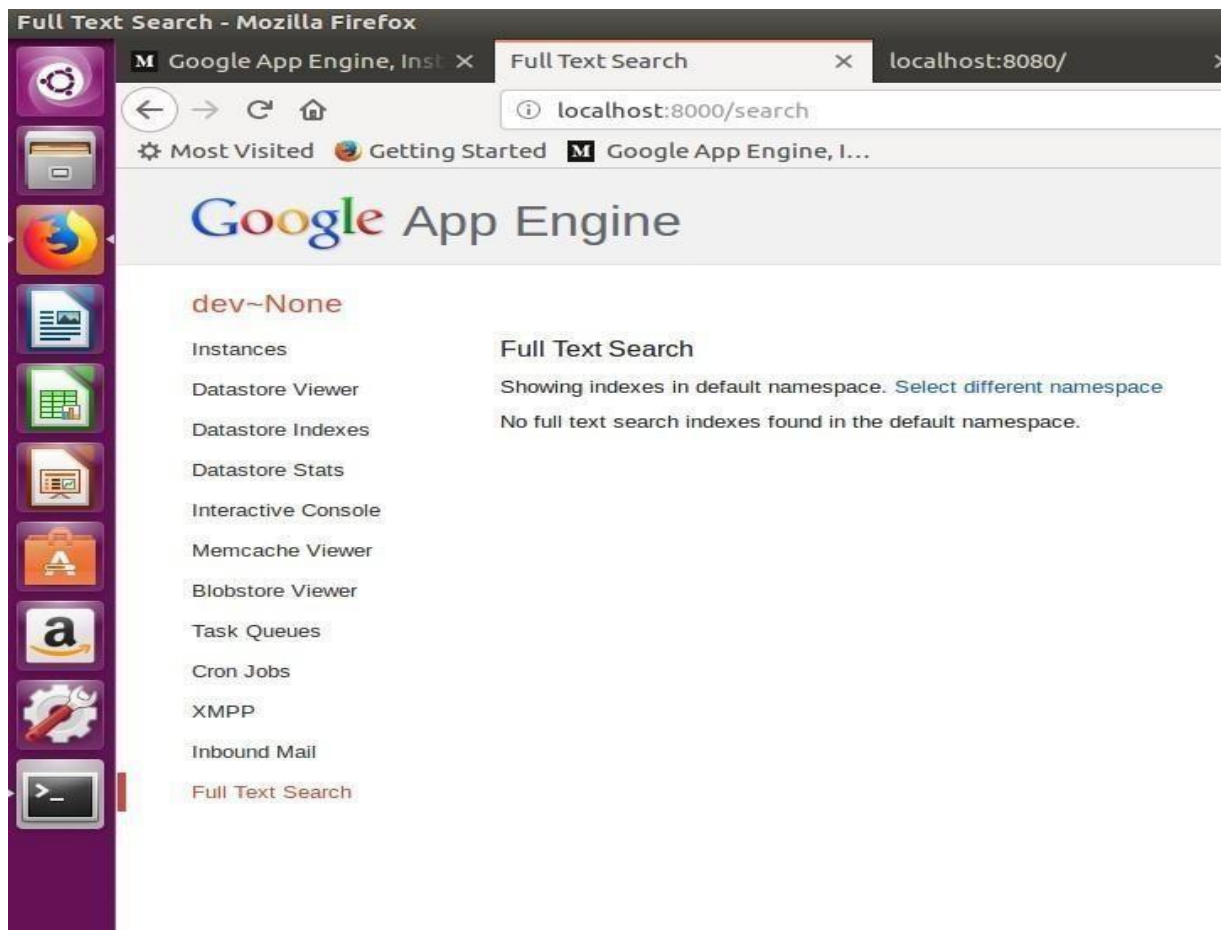 Full Text Search - Mozilla Firefox
M Google App Engine, Inst
Full Text Search
localhost:8080/
localhost:8000/search
Most Visited Getting Started M Google App Engine, I...
Google App Engine
dev~None
Instances
Datastore Viewer
Datastore Indexes
Datastore Stats
Interactive Console
Memcache Viewer
Blobstore Viewer
Task Queues
Cron Jobs
XMPP
Inbound Mail
Full Text Search
Full Text Search
Showing indexes in default namespace. Select different namespace
No full text search indexes found in the default namespace.
A
a
>_